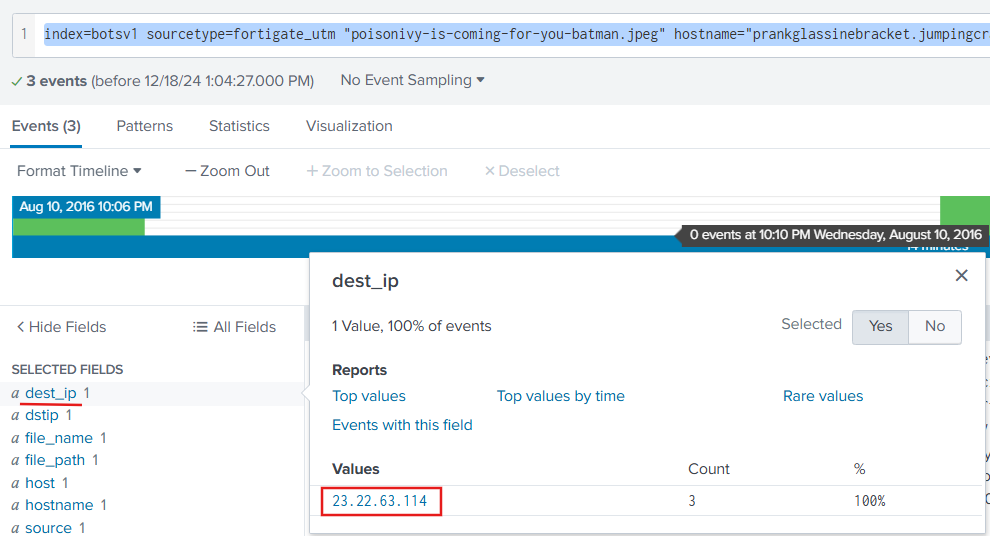 1 index=botsv1 sourcetype=fortigate_utm "poisonivy-is-coming-for-you-batman.jpeg" hostname="prankglassinebracket.jumpingcr
3 events (before 12/18/24 1:04:27.000 PM) No Event Sampling
Events (3) Patterns Statistics Visualization
Format Timeline — Zoom Out + Zoom to Selection × Deselect
Aug 10, 2016 10:06 PM
0 events at 10:10 PM Wednesday, August 10, 2016
14 minutes
dest_ip
< Hide Fields All Fields
1 Value, 100% of events Selected Yes No
SELECTED FIELDS
Reports
a dest_ip 1
Top values Top values by time Rare values
a dstip 1
Events with this field
a file_name 1
a file_path 1
Values Count %
a host 1
23.22.63.114 3 100%
a hostname 1
a source 1